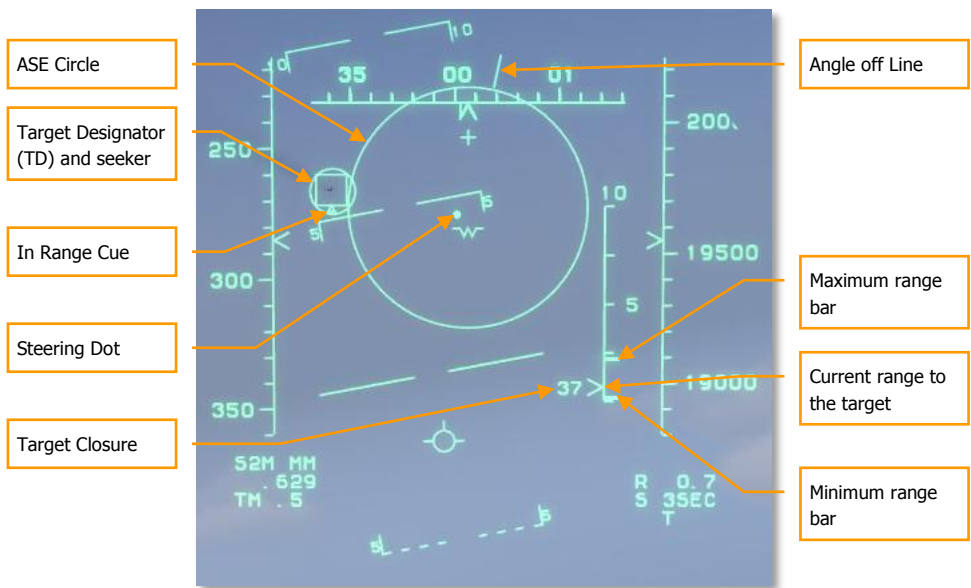 ASE Circle
Target Designator
(TD) and seeker
In Range Cue
Steering Dot
Target Closure
10
10
35 00 01
250
300
350
5
5
10
5
37
200
19500
19000
S2M MM
.629
TM .5
R 0.7
S 3SEC
T
5
5
Angle off Line
Maximum range
bar
Current range to
the target
Minimum range
bar